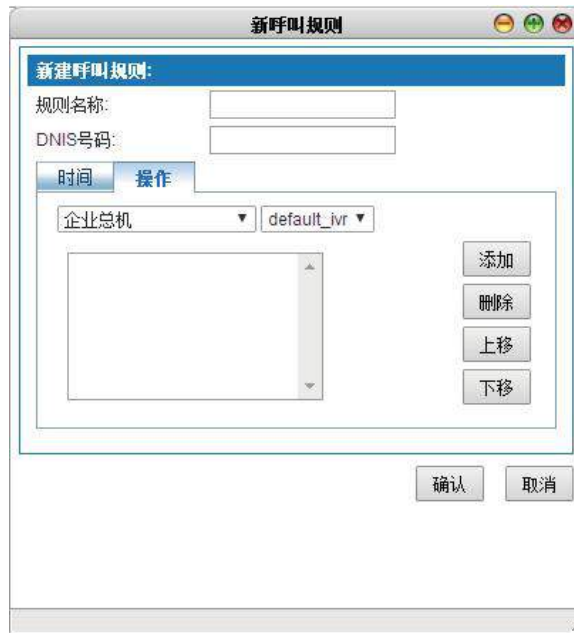 新呼叫规则
新建呼叫规则:
规则名称:
DNIS号码:
时间 操作
企业总机 default_ivr
添加
删除
上移
下移
确认 取消